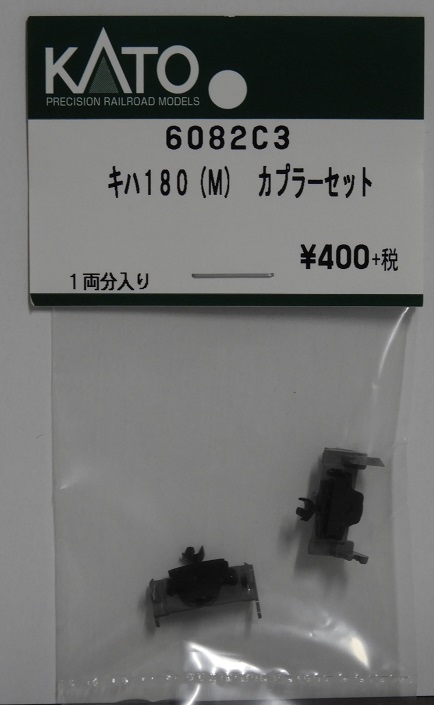 KATO
PRECISION RAILROAD MODELS
6082C3
キハ180(M) カプラーセット
¥400+税
1両分入り